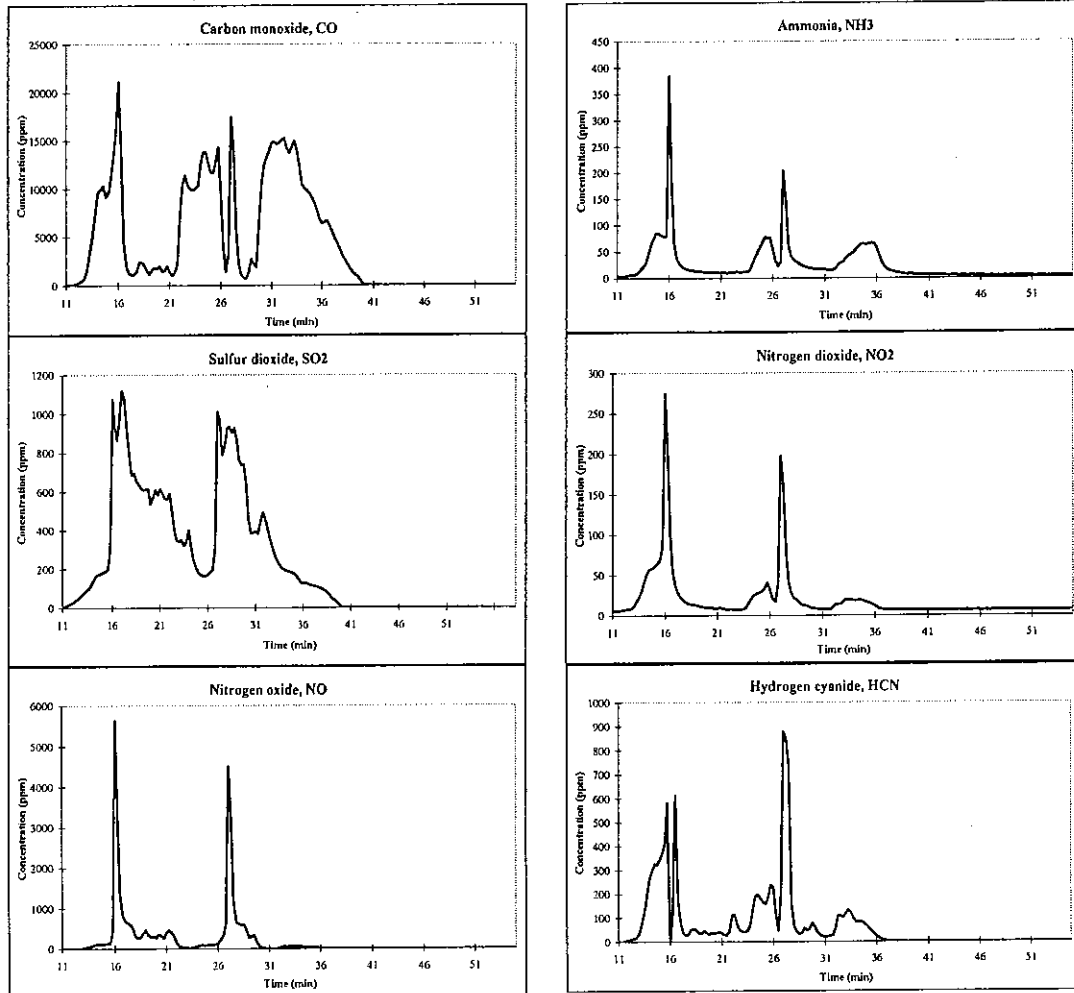 Carbon monoxide, CO
Concentration (ppm)
25000
20000
15000
10000
5000
0
11 16 21 26 31 36 41 46 51
Time (min)
Ammonia, NH3
Concentration (ppm)
450
400
350
300
250
200
150
100
50
0
11 16 21 26 31 36 41 46 51
Time (min)
Sulfur dioxide, SO2
Concentration (ppm)
1200
1000
800
600
400
200
0
11 16 21 26 31 36 41 46 51
Time (min)
Nitrogen dioxide, NO2
Concentration (ppm)
300
250
200
150
100
50
0
11 16 21 26 31 36 41 46 51
Time (min)
Nitrogen oxide, NO
Concentration (ppm)
6000
5000
4000
3000
2000
1000
0
11 16 21 26 31 36 41 46 51
Time (min)
Hydrogen cyanide, HCN
Concentration (ppm)
1000
900
800
700
600
500
400
300
200
100
0
11 16 21 26 31 36 41 46 51
Time (min)